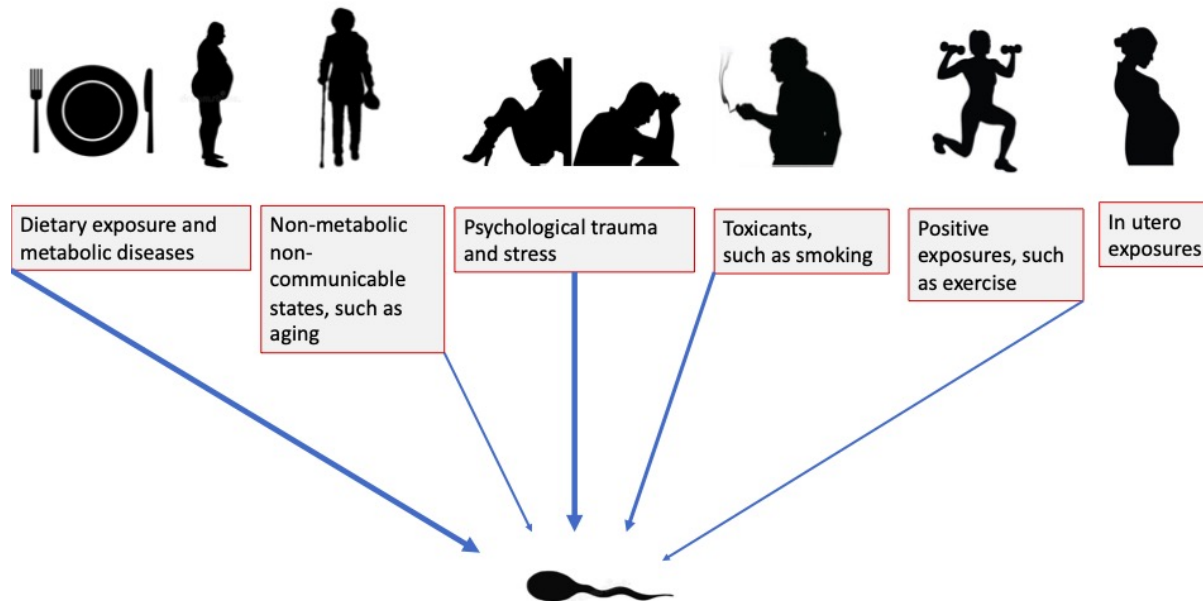 Dietary exposure and
metabolic diseases
Non-metabolic
non-
communicable
states, such as
aging
Psychological trauma
and stress
Toxicants,
such as smoking
Positive
exposures, such
as exercise
In utero
exposures